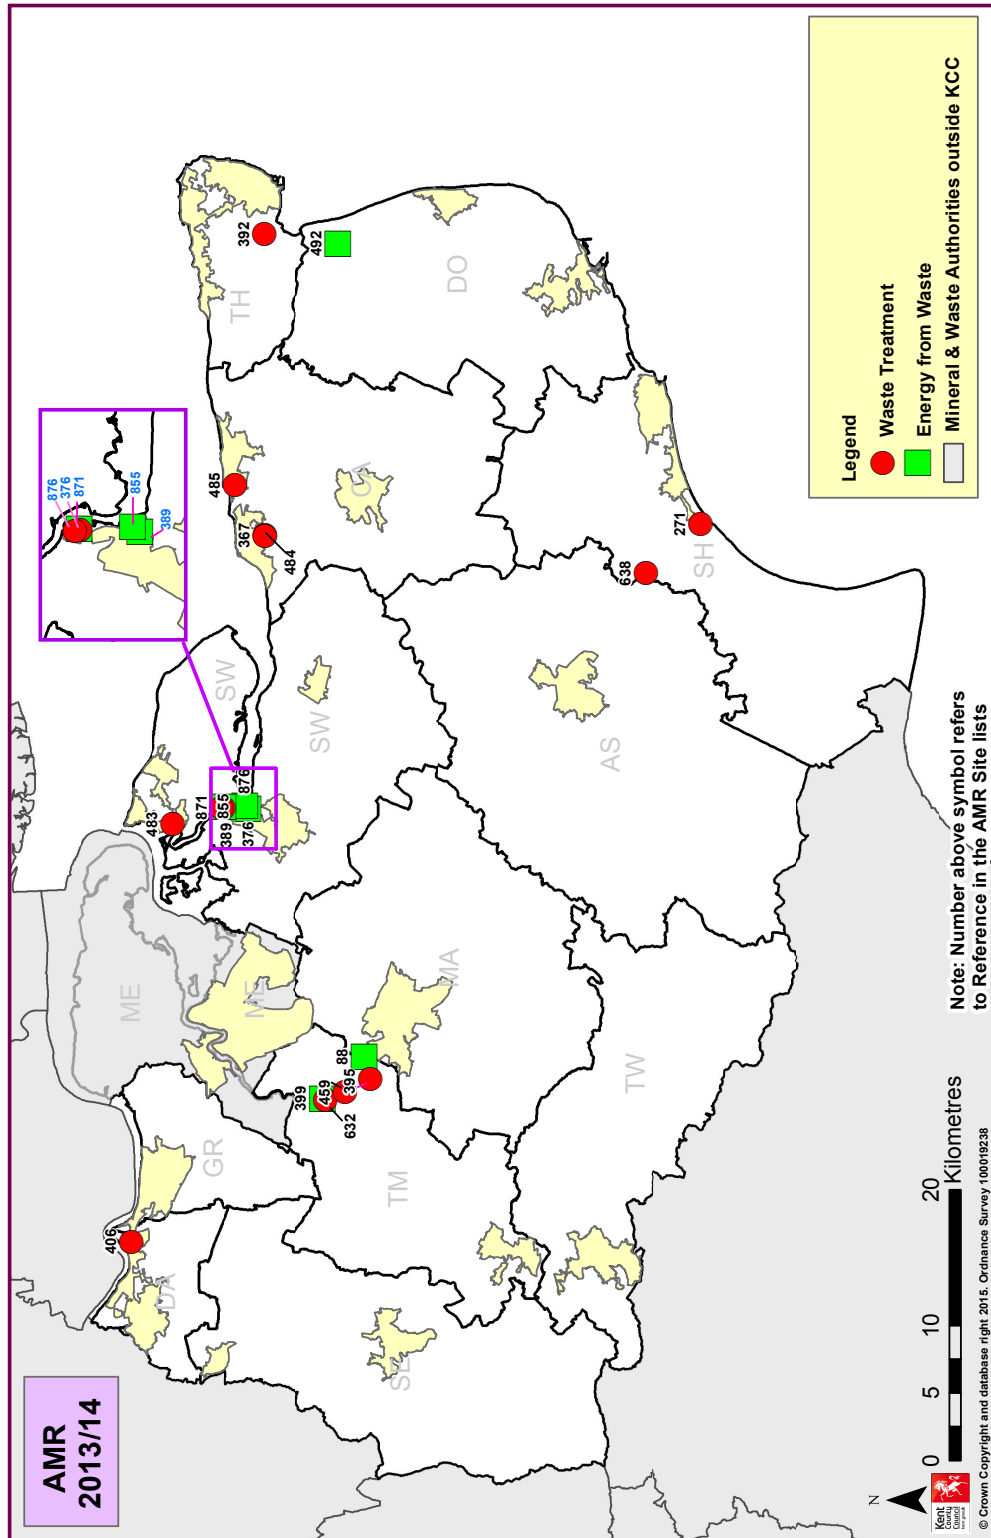 AMR
2013/14
876
376
871
855
389
TH
392
492
DO
485
CA
367
484
271
638
SH
SW
SW
483
871
855
876
389
376
AS
ME
ME
MA
88
399
459
395
632
TM
TW
GR
406
DA
SE
Legend
Waste Treatment
Energy from Waste
Mineral & Waste Authorities outside KCC
Note: Number above symbol refers
to Reference in the AMR Site lists
0 5 10 20
Kilometres
N
Kent
County
Council
© Crown Copyright and database right 2015. Ordnance Survey 100019238